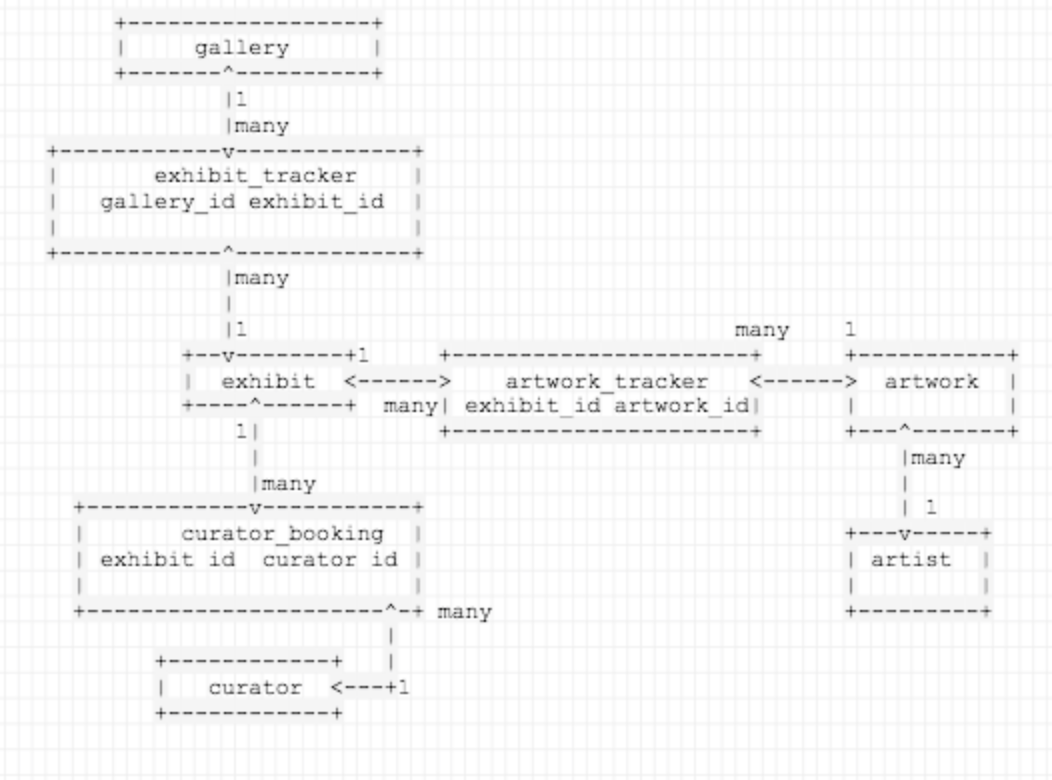 gallery
1
many
exhibit_tracker
gallery_id exhibit_id
many
1
many 1
1
exhibit
artwork_tracker
artwork
many
exhibit_id artwork_id
1
many
many
1
curator_booking
exhibit id curator id
artist
many
curator
1